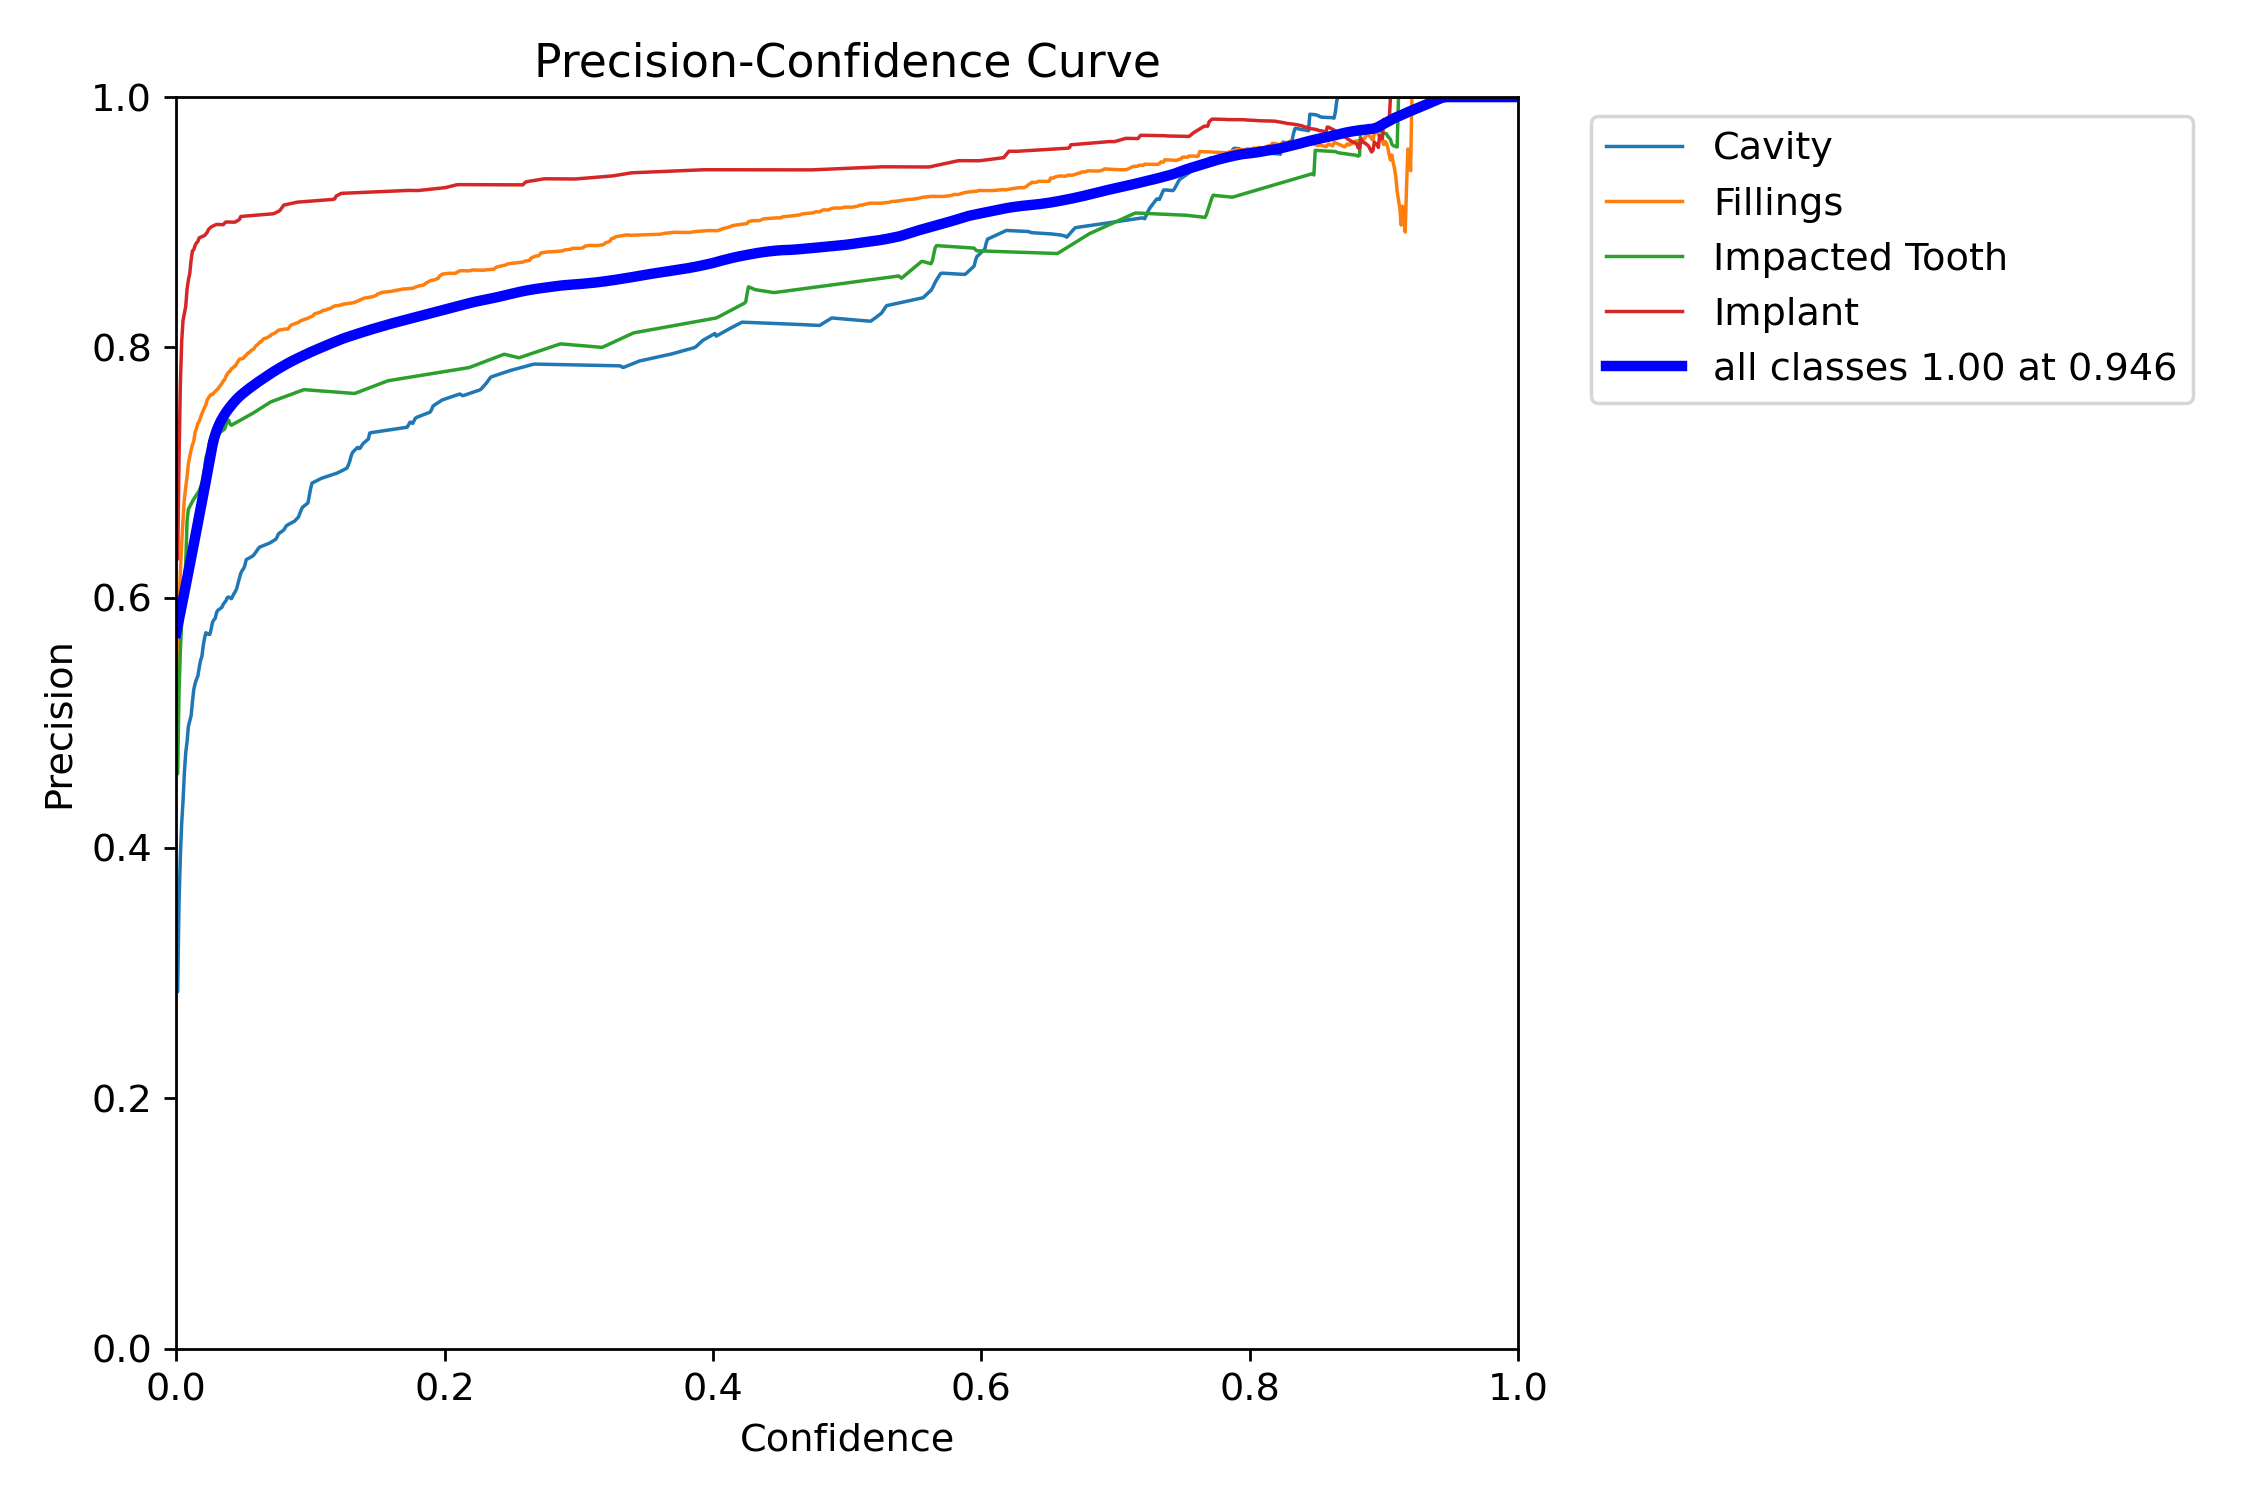 Precision-Confidence Curve
1.0
0.8
0.6
0.4
0.2
0.0
Precision
0.0 0.2 0.4 0.6 0.8 1.0
Confidence
Cavity
Fillings
Impacted Tooth
Implant
all classes 1.00 at 0.946